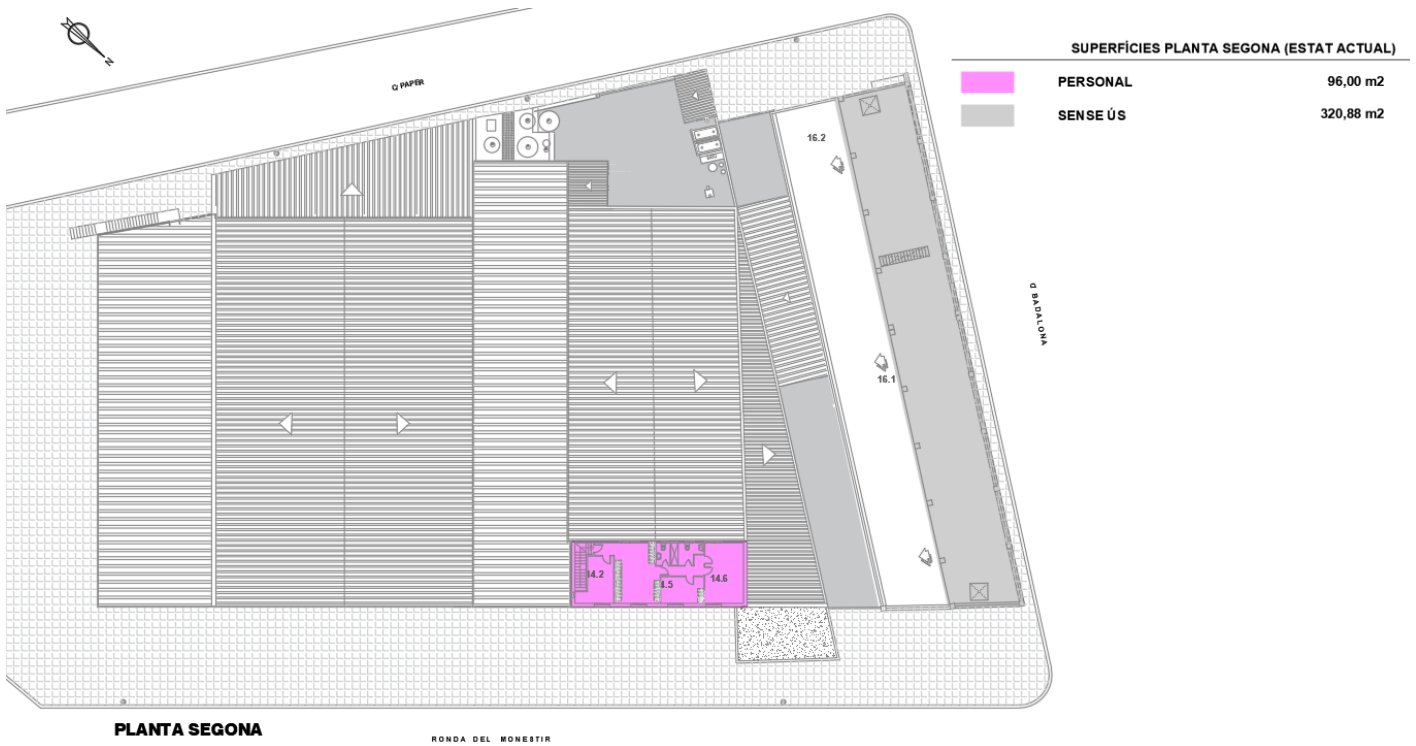 SUPERFÍCIES PLANTA SEGONA (ESTAT ACTUAL)
PERSONAL 96,00 m2
SENSE ÚS 320,88 m2
N
C/ PAPER
16.2
C/ BADALONA
16.1
14.2
4.5
14.6
PLANTA SEGONA
RONDA DEL MONESTIR